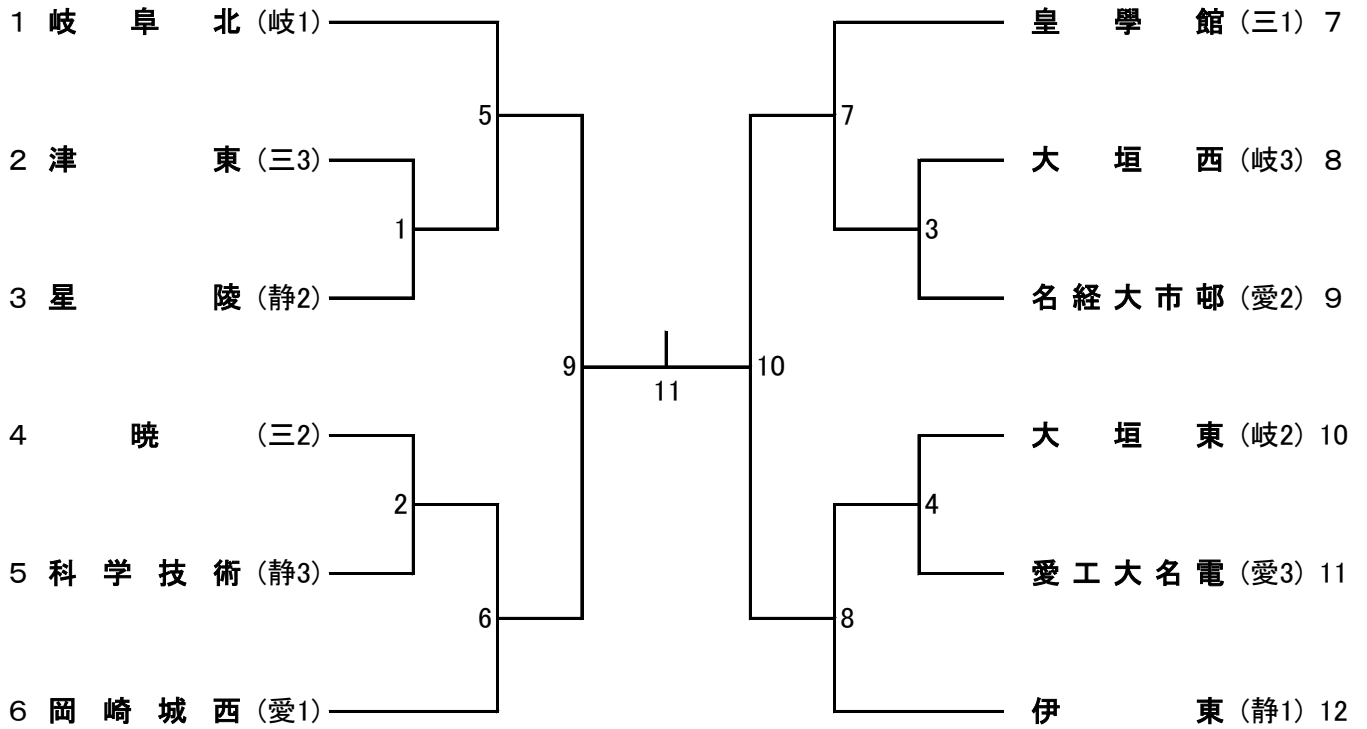 1 岐阜北 (岐1)
5
2 津東 (三3)
1
3 星陵 (静2)
9
4 暁 (三2)
2
5 科学技術 (静3)
6
6 岡崎城西 (愛1)
11
皇學館 (三1) 7
7
大垣西 (岐3) 8
3
名経大市邨 (愛2) 9
10
大垣東 (岐2) 10
4
愛工大名電 (愛3) 11
8
伊東 (静1) 12